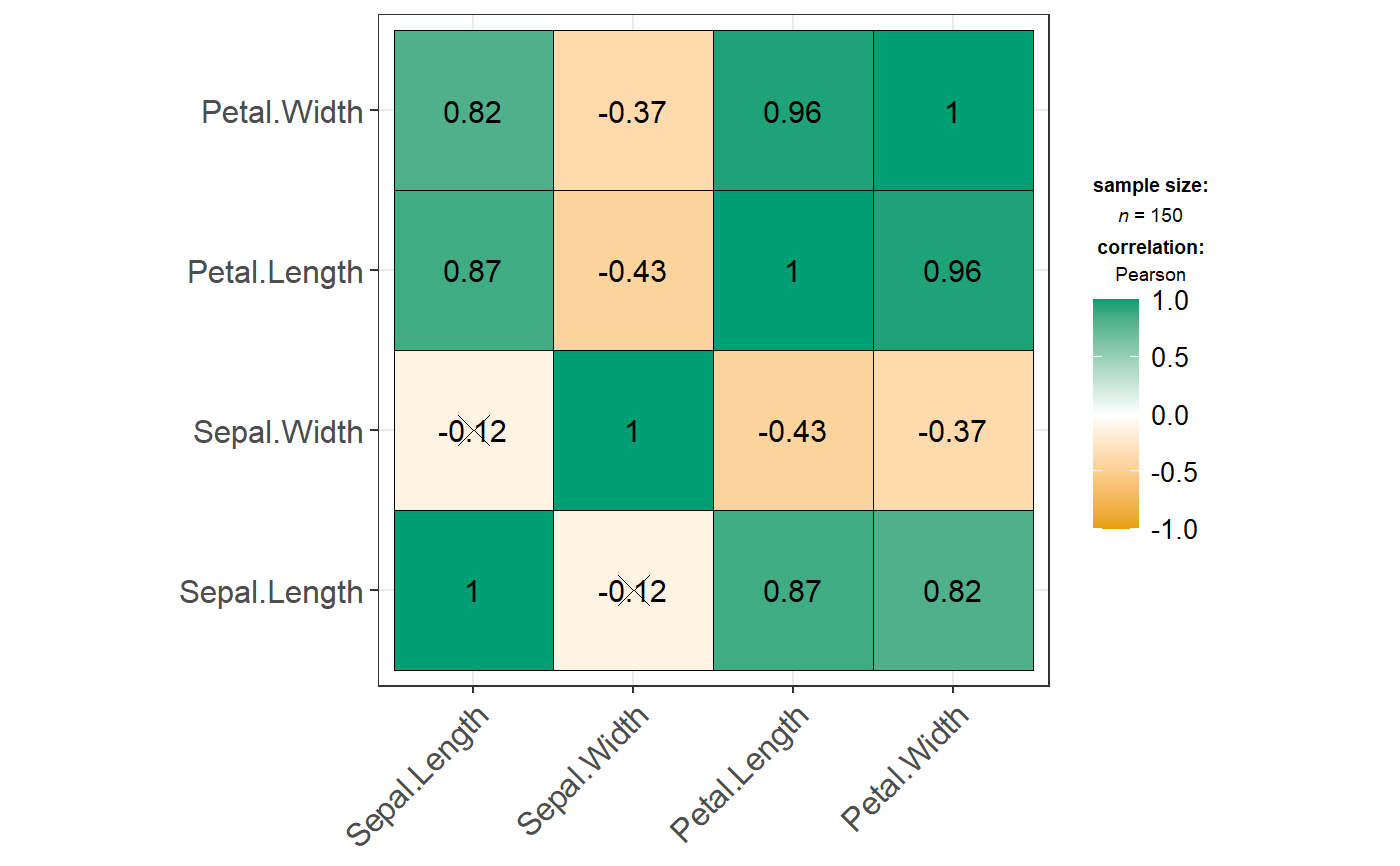 Petal.Width 0.82 -0.37 0.96 1
Petal.Length 0.87 -0.43 1 0.96
Sepal.Width -0.12 1 -0.43 -0.37
Sepal.Length 1 -0.12 0.87 0.82
Sepal.Length Sepal.Width Petal.Length Petal.Width
sample size:
n = 150
correlation:
Pearson
1.0
0.5
0.0
-0.5
-1.0